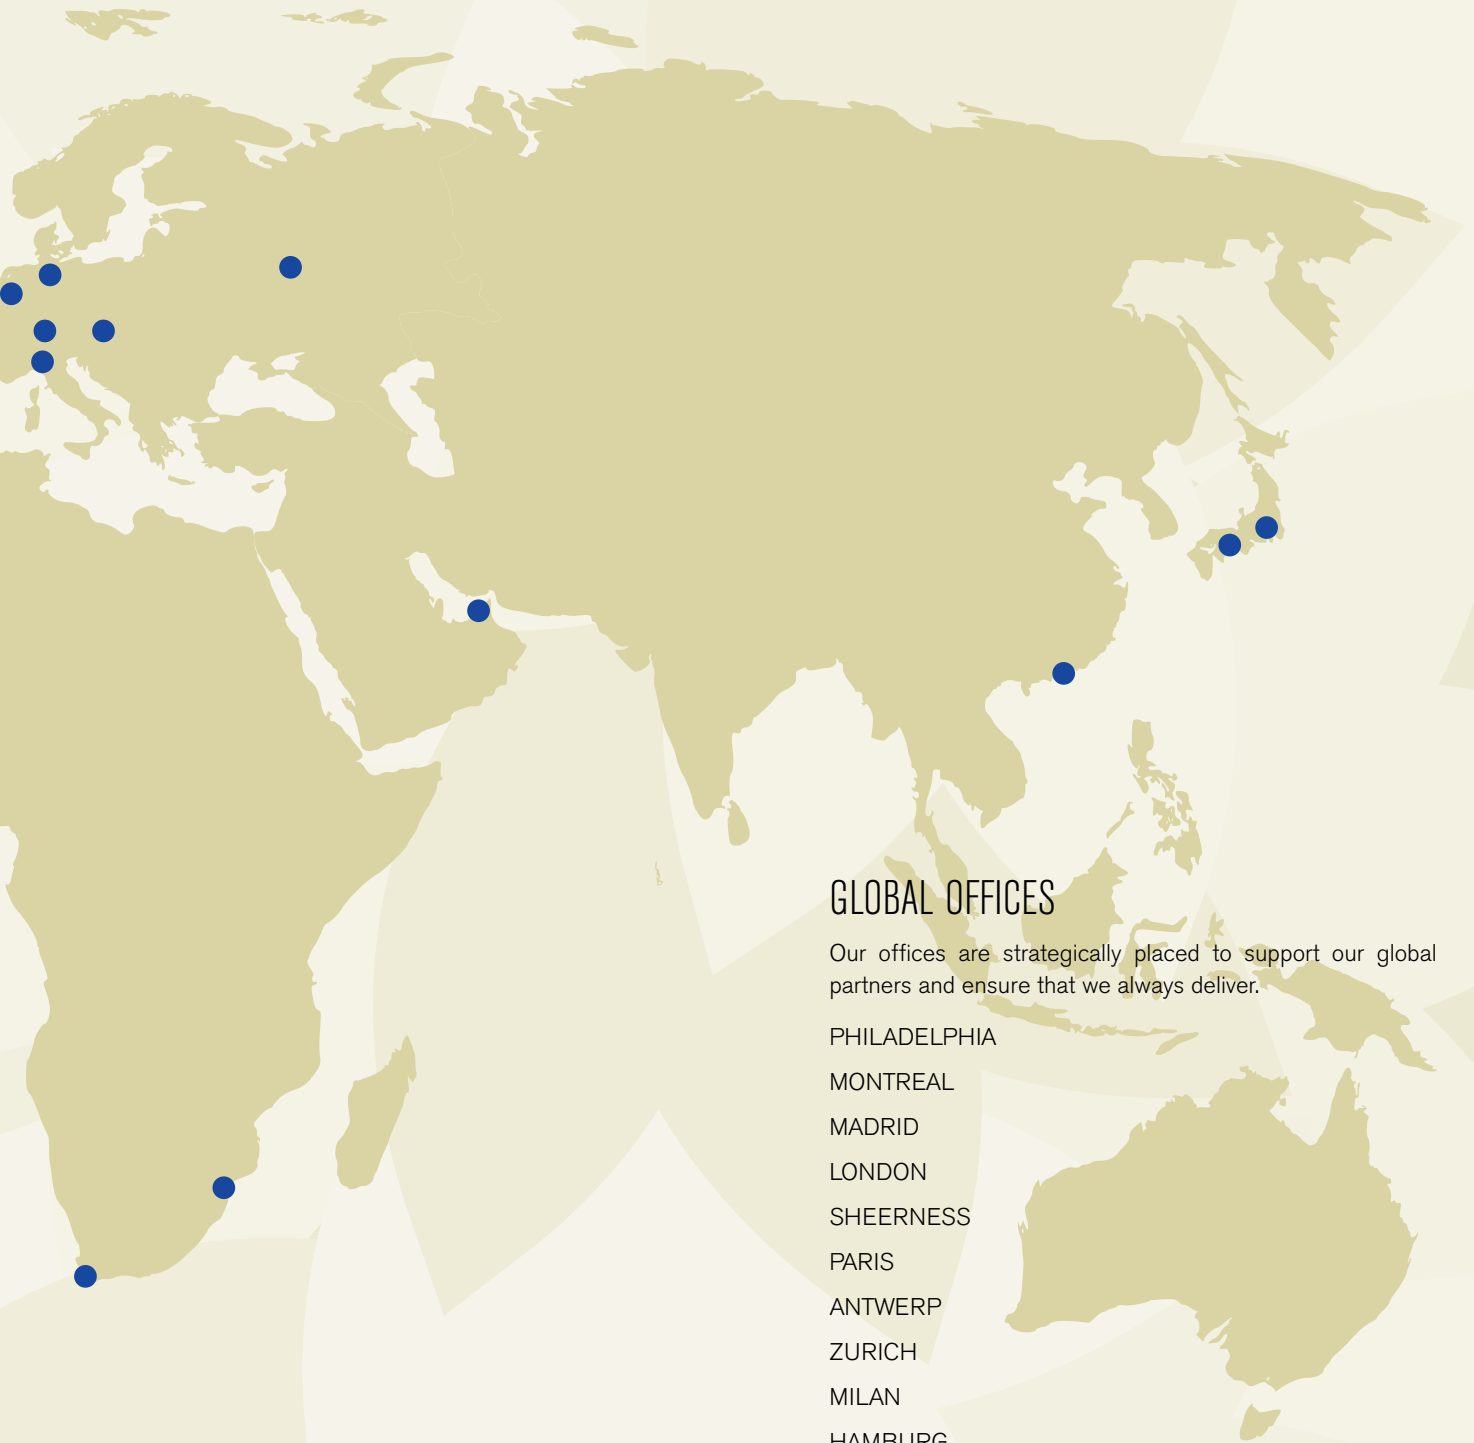 GLOBAL OFFICES
Our offices are strategically placed to support our global
partners and ensure that we always deliver.
PHILADELPHIA
MONTREAL
MADRID
LONDON
SHEERNESS
PARIS
ANTWERP
ZURICH
MILAN
HAMBURG